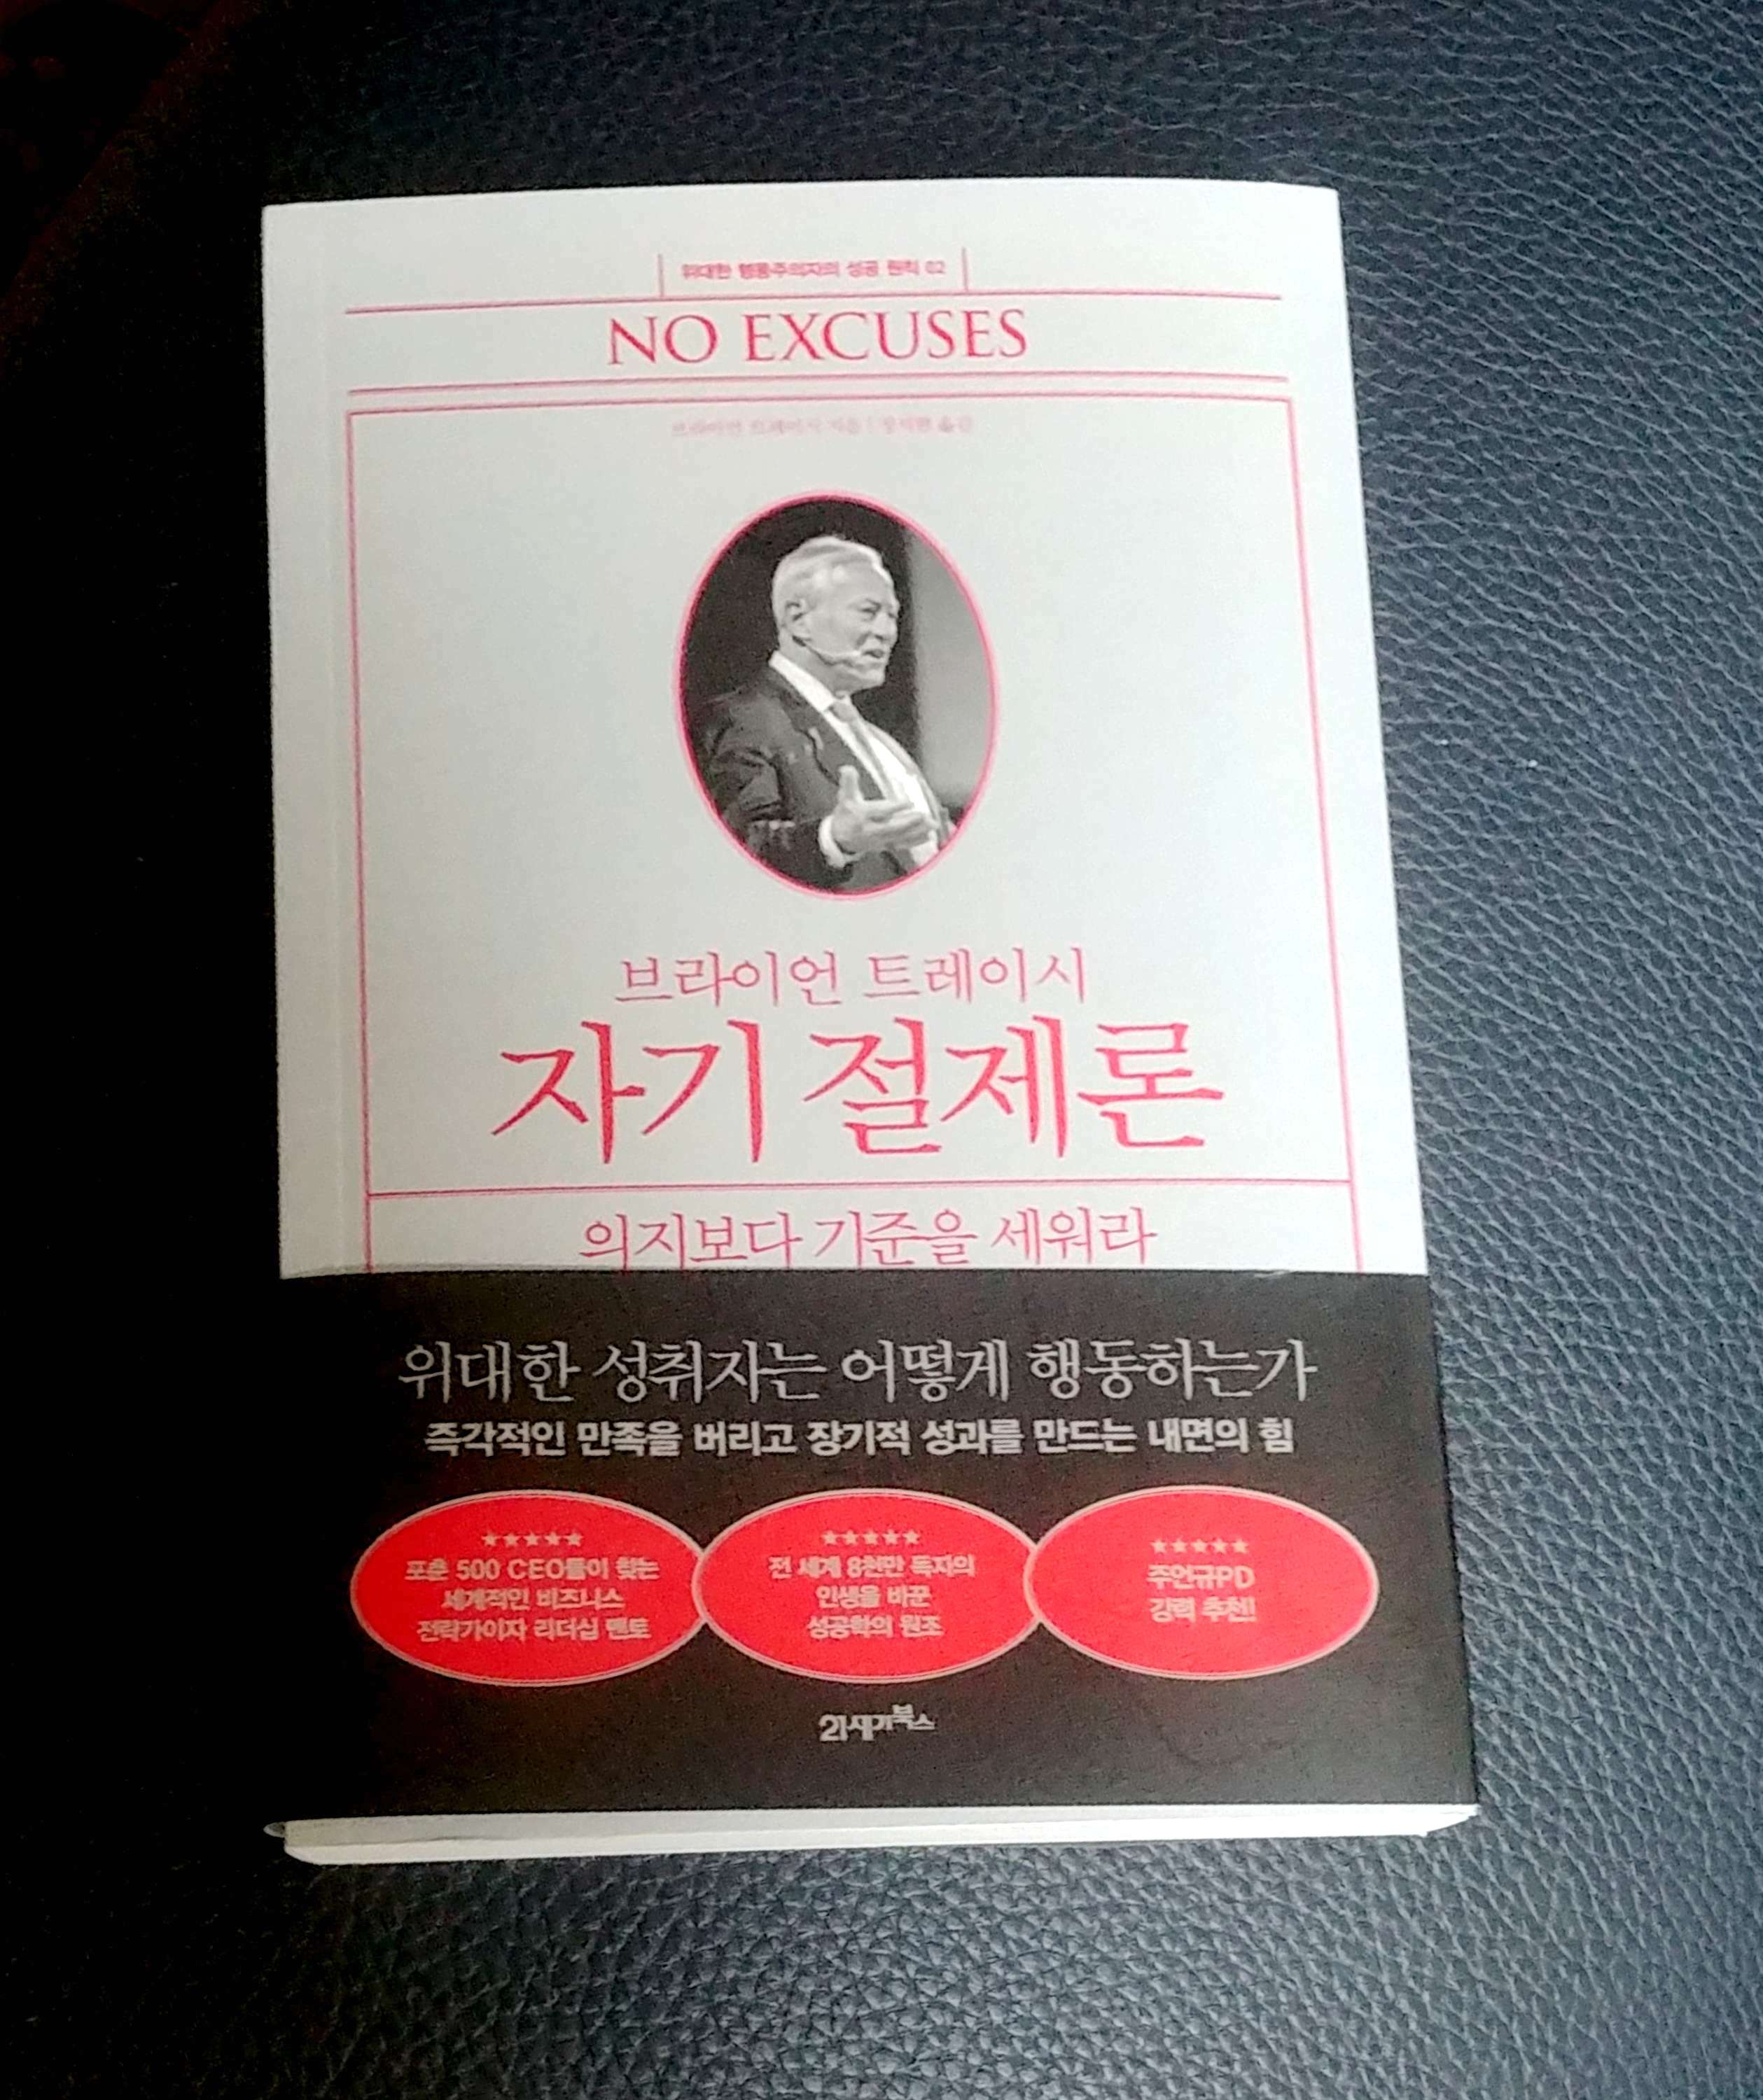 위대한 행동주의자의 성공 원칙 02
NO EXCUSES
브라이언 트레이시 지음 | 옮김
브라이언 트레이시
자기 절제론
의지보다 기준을 세워라
위대한 성취자는 어떻게 행동하는가
즉각적인 만족을 버리고 장기적 성과를 만드는 내면의 힘
★★★★★
포춘 500 CEO들이 찾는
세계적인 비즈니스
전략가이자 리더십 멘토
★★★★★
전 세계 8천만 독자의
인생을 바꾼
성공학의 원조
★★★★★
주언규PD
강력 추천!
21세기북스